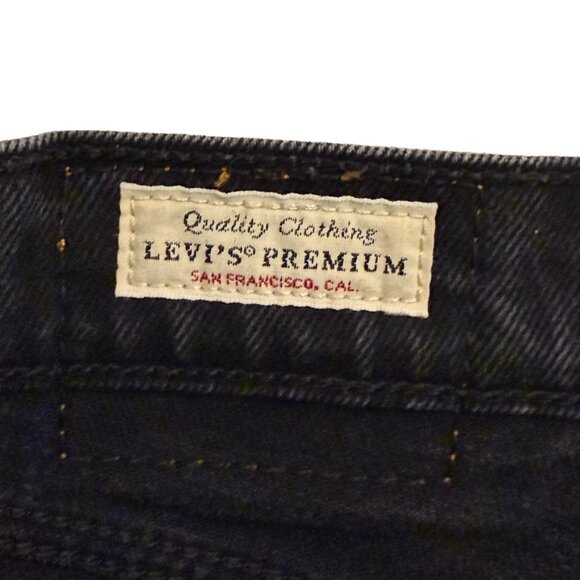 Quality Clothing
LEVI'S® PREMIUM
SAN FRANCISCO, CAL.